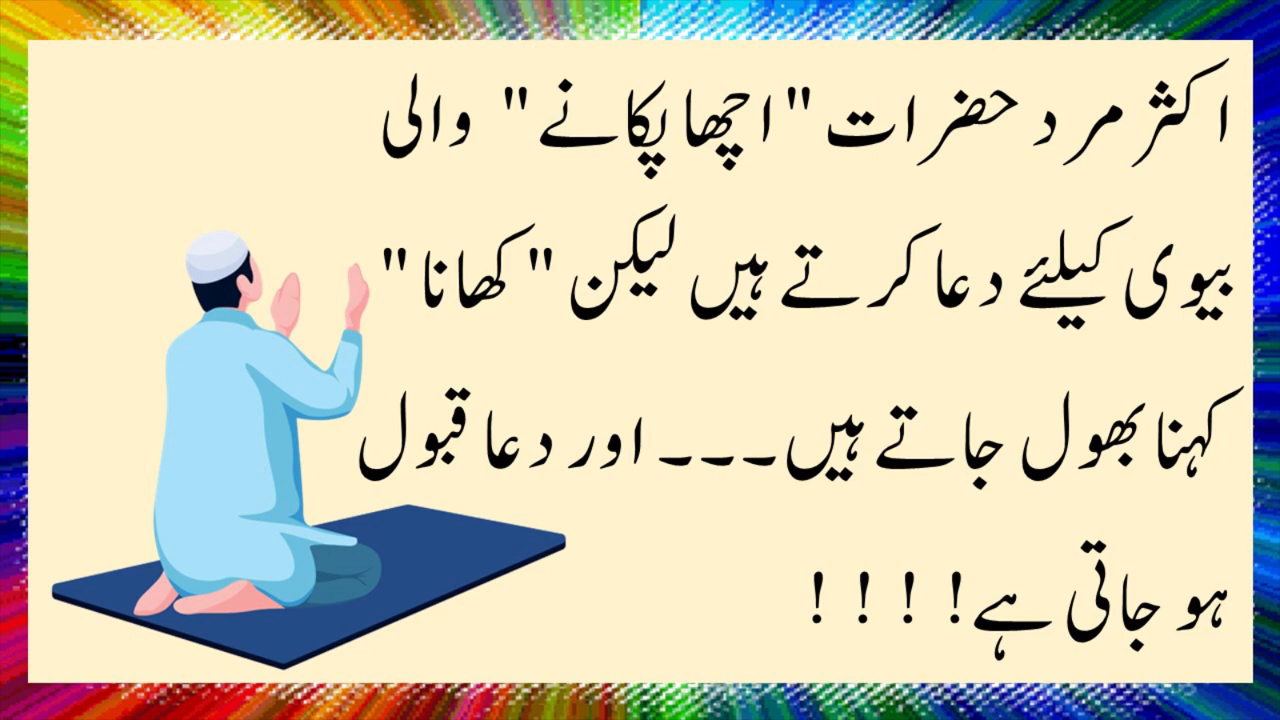 اکثر مرد حضرات "اچھا پکانے" والی
بیوی کیلئے دعا کرتے ہیں لیکن "کھانا"
کہنا بھول جاتے ہیں۔۔۔ اور دعا قبول
ہو جاتی ہے! ! ! !